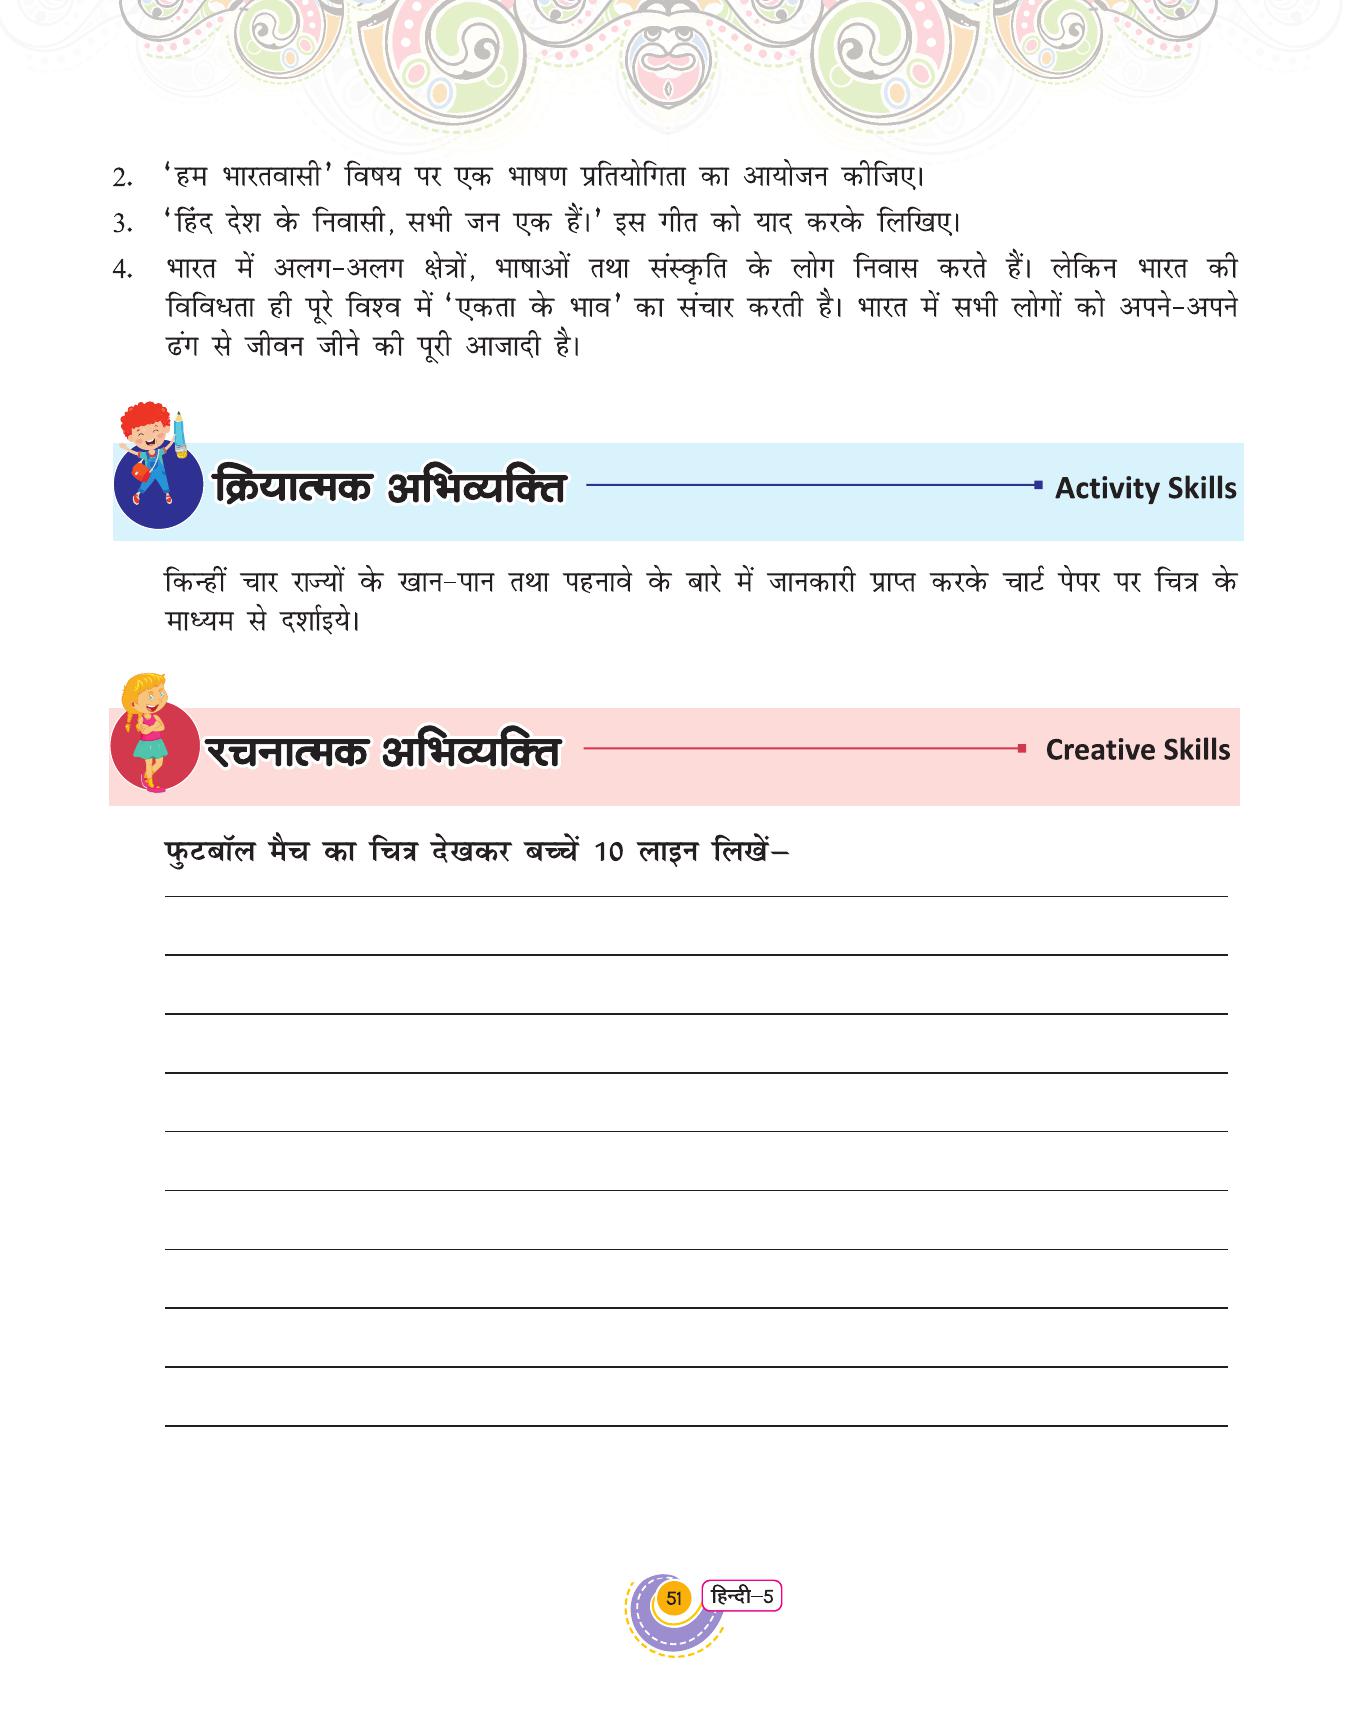 2. ‘हम भारतवासी’ विषय पर एक भाषण प्रतियोगिता का आयोजन कीजिए।
3. ‘हिंद देश के निवासी, सभी जन एक हैं।’ इस गीत को याद करके लिखिए।
4. भारत में अलग-अलग क्षेत्रों, भाषाओं तथा संस्कृति के लोग निवास करते हैं। लेकिन भारत की
विविधता ही पूरे विश्व में ‘एकता के भाव’ का संचार करती है। भारत में सभी लोगों को अपने-अपने
ढंग से जीवन जीने की पूरी आजादी है।
क्रियात्मक अभिव्यक्ति Activity Skills
किन्हीं चार राज्यों के खान-पान तथा पहनावे के बारे में जानकारी प्राप्त करके चार्ट पेपर पर चित्र के
माध्यम से दर्शाइये।
रचनात्मक अभिव्यक्ति Creative Skills
फुटबॉल मैच का चित्र देखकर बच्चें 10 लाइन लिखें–
51 हिन्दी–5